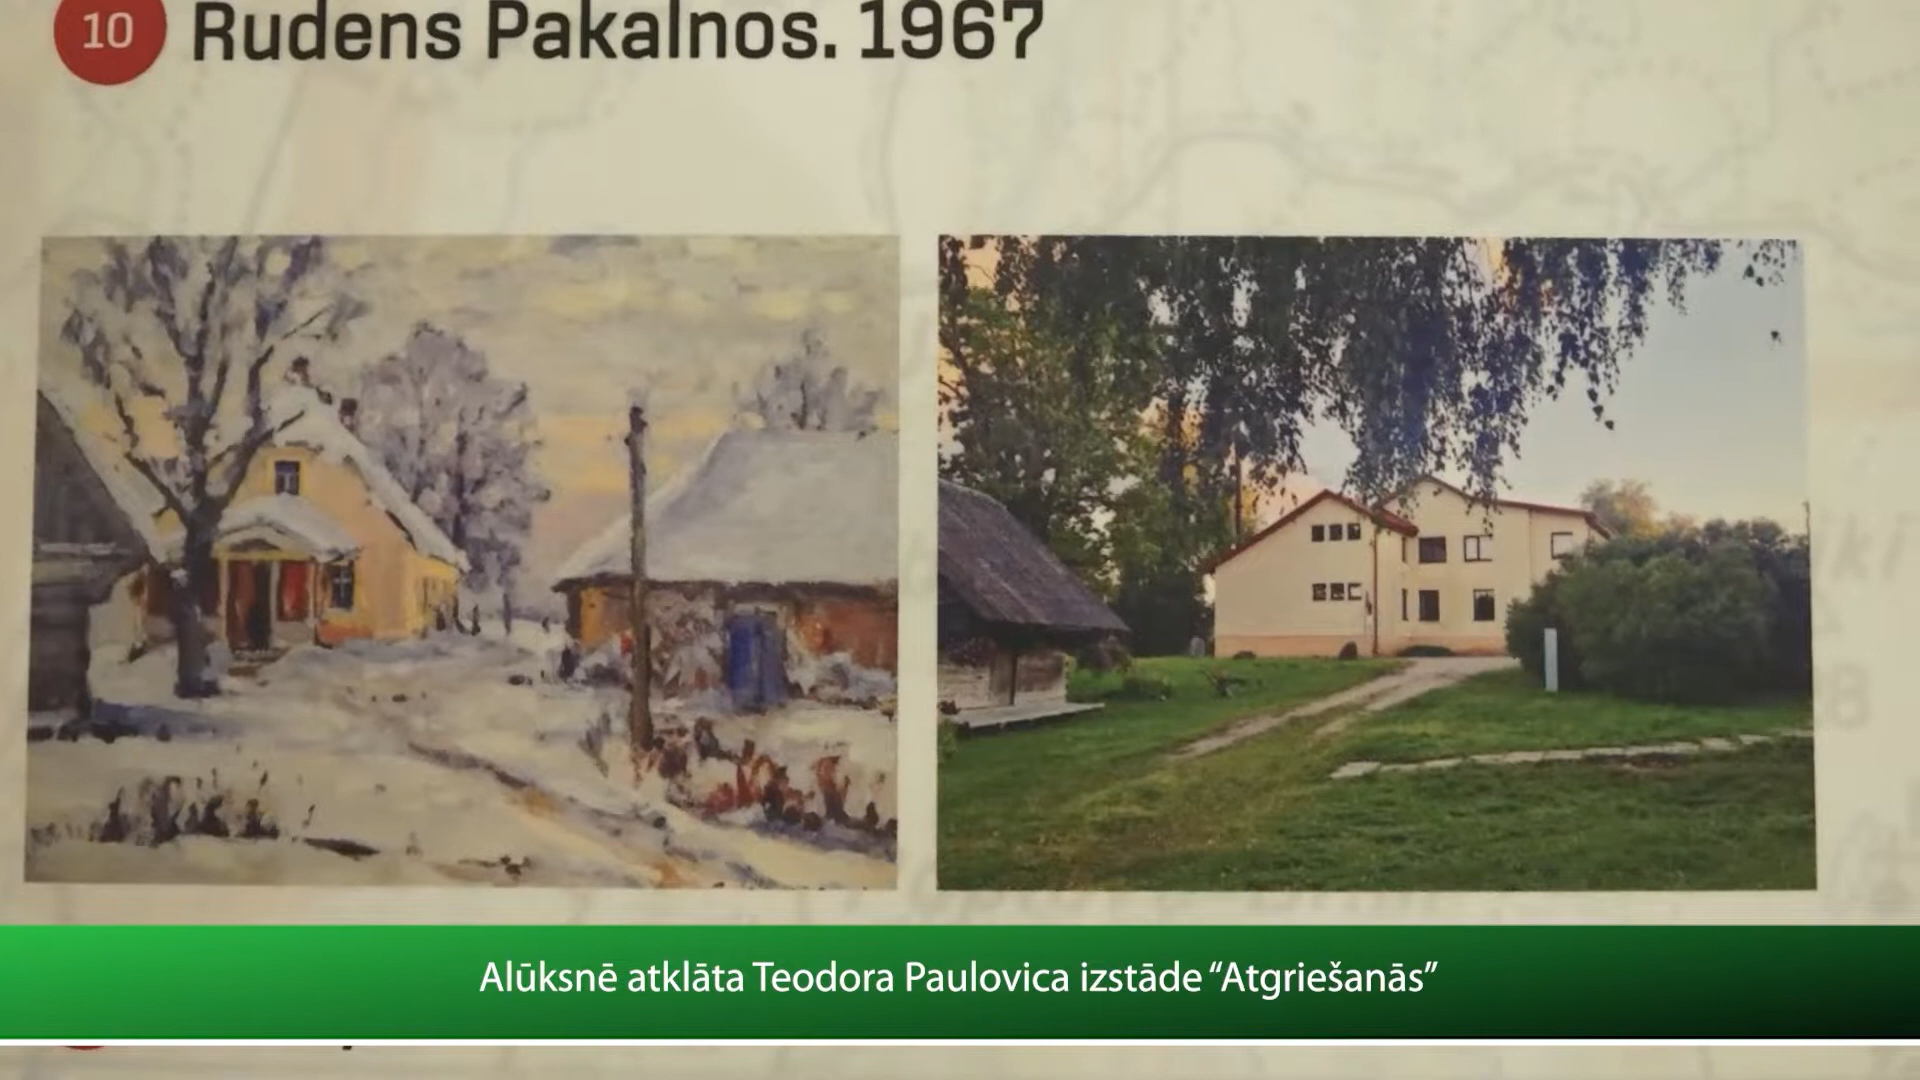 10 Rudens Pakalnos. 1967
Alūksnē atklāta Teodora Paulovica izstāde “Atgriešanās”